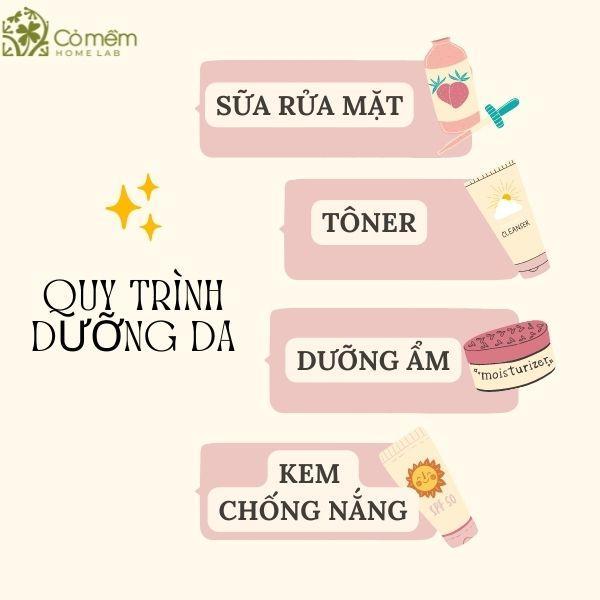 Cỏ mềm
HOME LAB
SỮA RỬA MẶT
TÔNER
CLEANSER
QUY TRÌNH
DƯỠNG DA
DƯỠNG ẨM
moisturizer
KEM
CHỐNG NẮNG
SPF 50